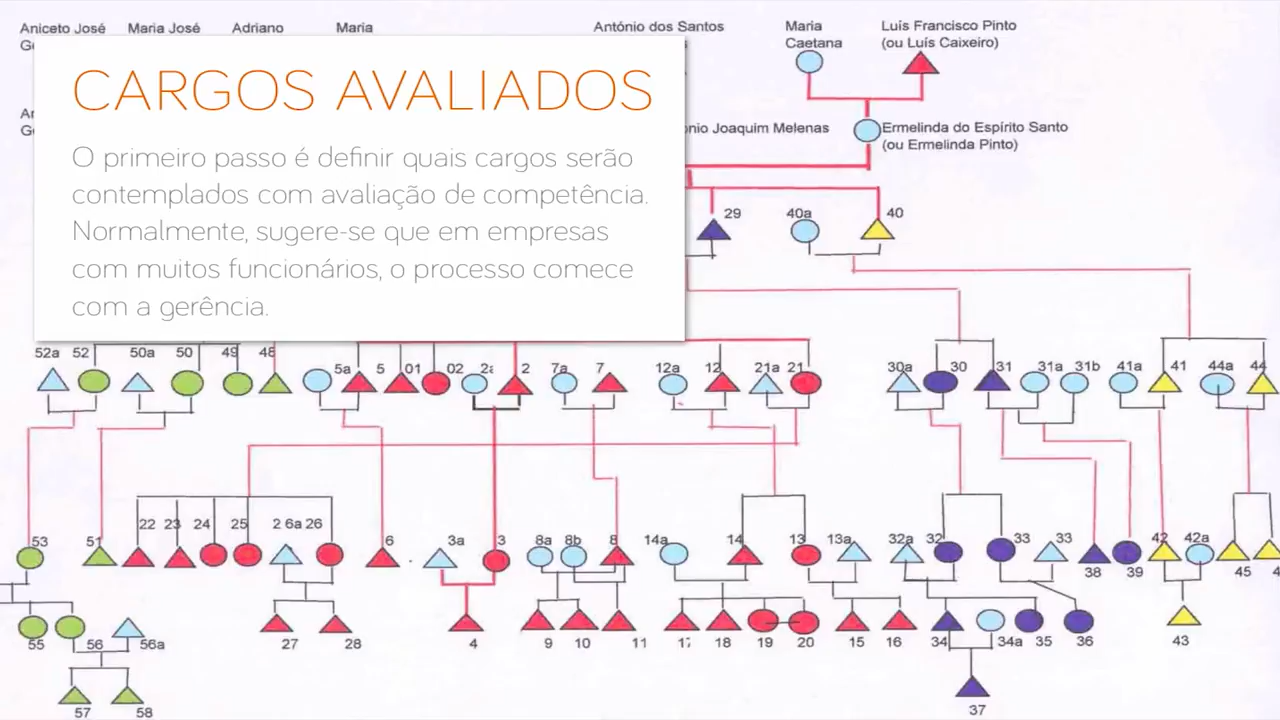 Aniceto José Maria José Adriano Maria António dos Santos Maria Luís Francisco Pinto
Caetana (ou Luís Caixeiro)
CARGOS AVALIADOS
O primeiro passo é definir quais cargos serão
contemplados com avaliação de competência.
Normalmente, sugere-se que em empresas
com muitos funcionários, o processo comece
com a gerência.
Joaquim Melenas Ermelinda do Espírito Santo
(ou Ermelinda Pinto)
29 40a 40
52a 52 50a 50 49 48 5a 5 01 02 2 7a 7 12a 12 21a 21 30a 30 31 31a 31b 41a 41 44a 44
53 51 22 23 24 25 26a 26 6 3a 3 8a 8b 8 14a 14 13 13a 32a 32 33 33 38 39 42 42a 45
55 56 56a 27 28 4 9 10 11 17 18 19 20 15 16 34 34a 35 36 43
57 58 37